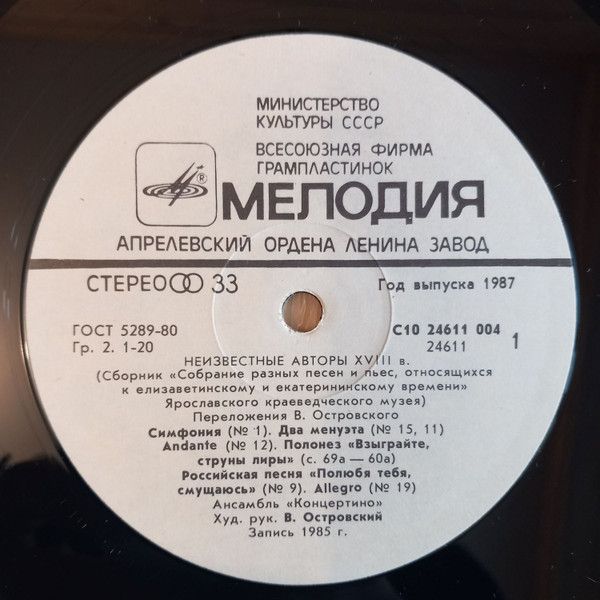 МИНИСТЕРСТВО
КУЛЬТУРЫ СССР
ВСЕСОЮЗНАЯ ФИРМА
ГРАМПЛАСТИНОК
® МЕЛОДИЯ
АПРЕЛЕВСКИЙ ОРДЕНА ЛЕНИНА ЗАВОД
СТЕРЕО 33 Год выпуска 1987
ГОСТ 5289-80 С10 24611 004
Гр. 2. 1-20 24611 1
НЕИЗВЕСТНЫЕ АВТОРЫ XVIII в.
(Сборник «Собрание разных песен и пьес, относящихся
к елизаветинскому и екатерининскому времени»
Ярославского краеведческого музея)
Переложения В. Островского
Симфония (№ 1). Два менуэта (№ 15, 11)
Andante (№ 12). Полонез «Взыграйте,
струны лиры» (с. 69а — 60а)
Российская песня «Полюбя тебя,
смущаюсь» (№ 9). Allegro (№ 19)
Ансамбль «Концертино»
Худ. рук. В. Островский
Запись 1985 г.